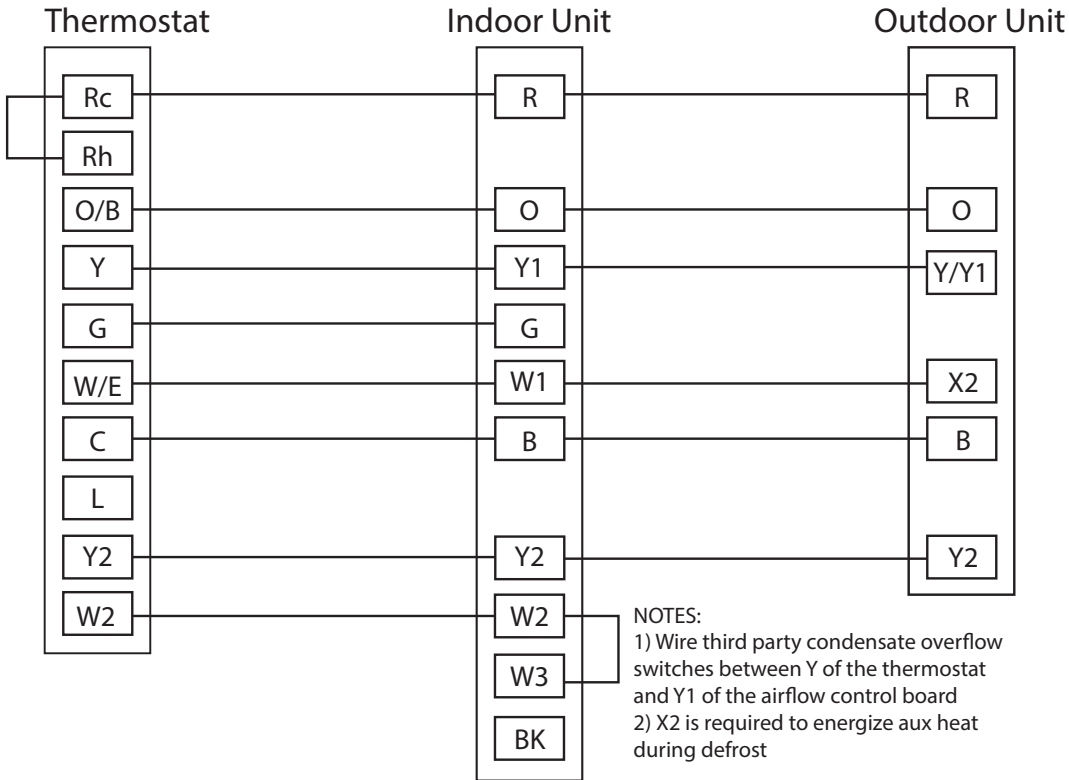 Thermostat Indoor Unit Outdoor Unit
Rc R R
Rh
O/B O O
Y Y1 Y/Y1
G G
W/E W1 X2
C B B
L
Y2 Y2 Y2
W2 W2
W3
BK
NOTES:
1) Wire third party condensate overflow
switches between Y of the thermostat
and Y1 of the airflow control board
2) X2 is required to energize aux heat
during defrost